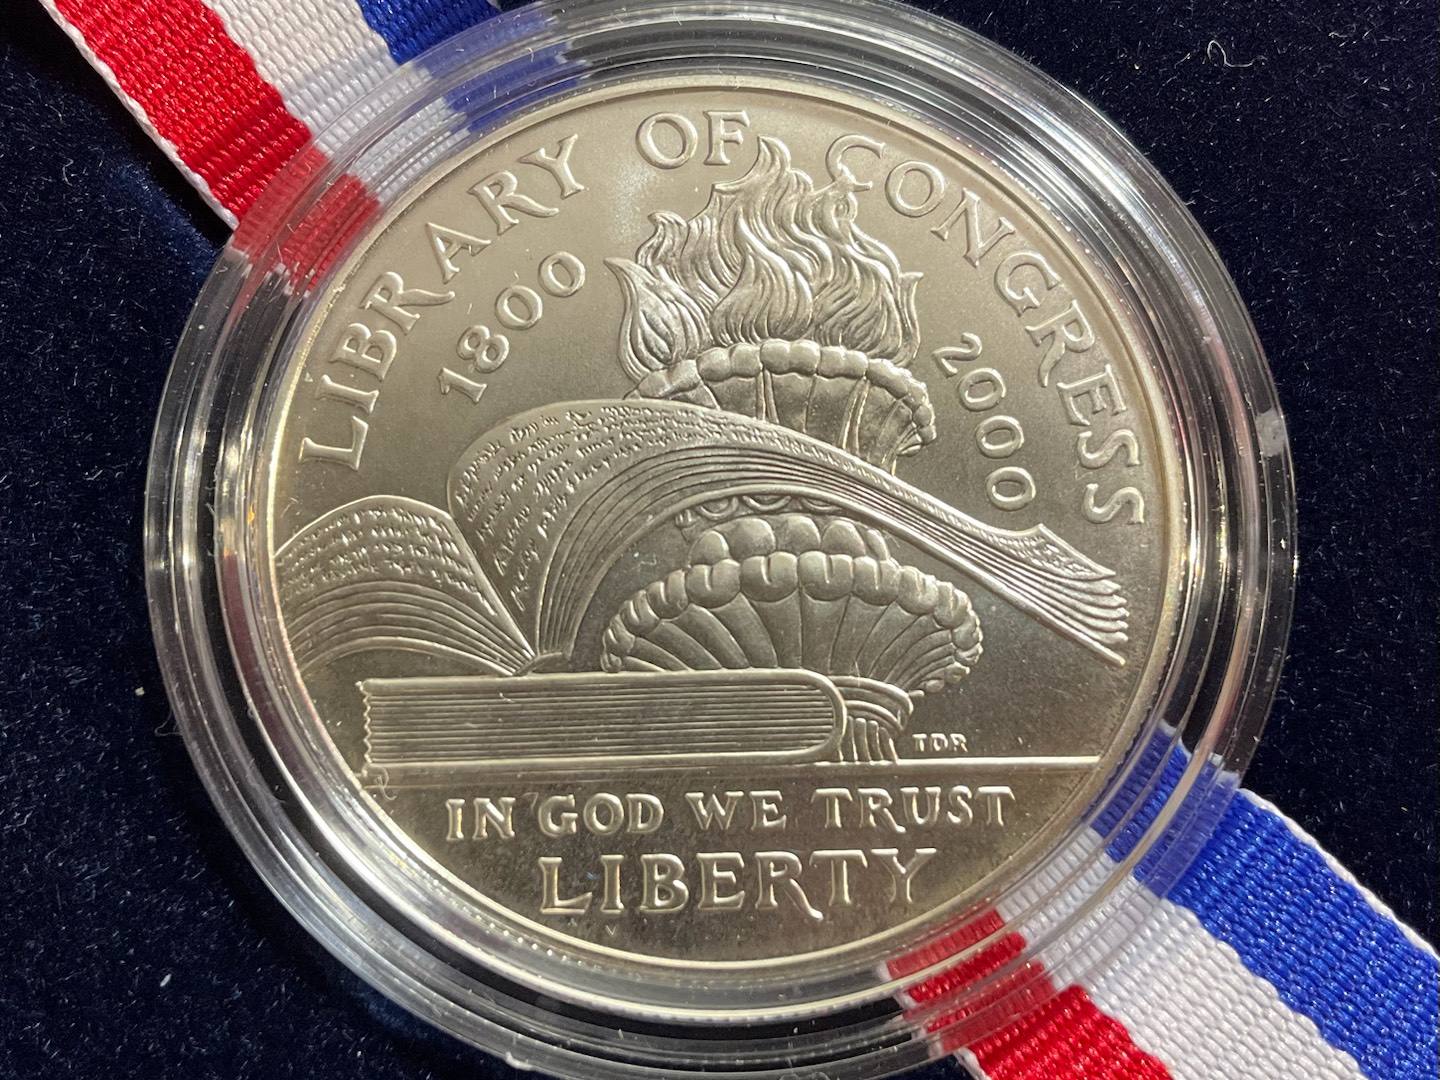 LIBRARY OF CONGRESS
1800 2000
TDR
IN GOD WE TRUST
LIBERTY